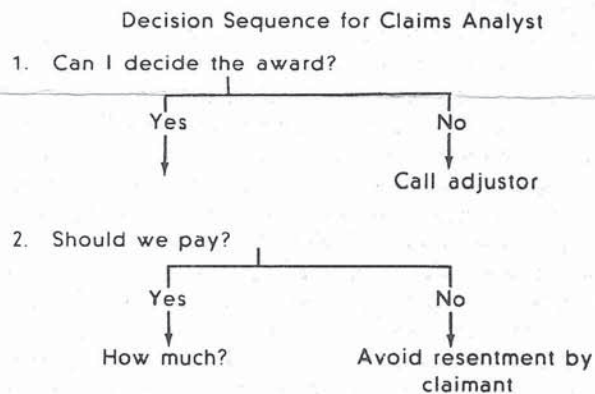 Decision Sequence for Claims Analyst
1. Can I decide the award?
Yes No
Call adjustor
2. Should we pay?
Yes No
How much? Avoid resentment by
claimant